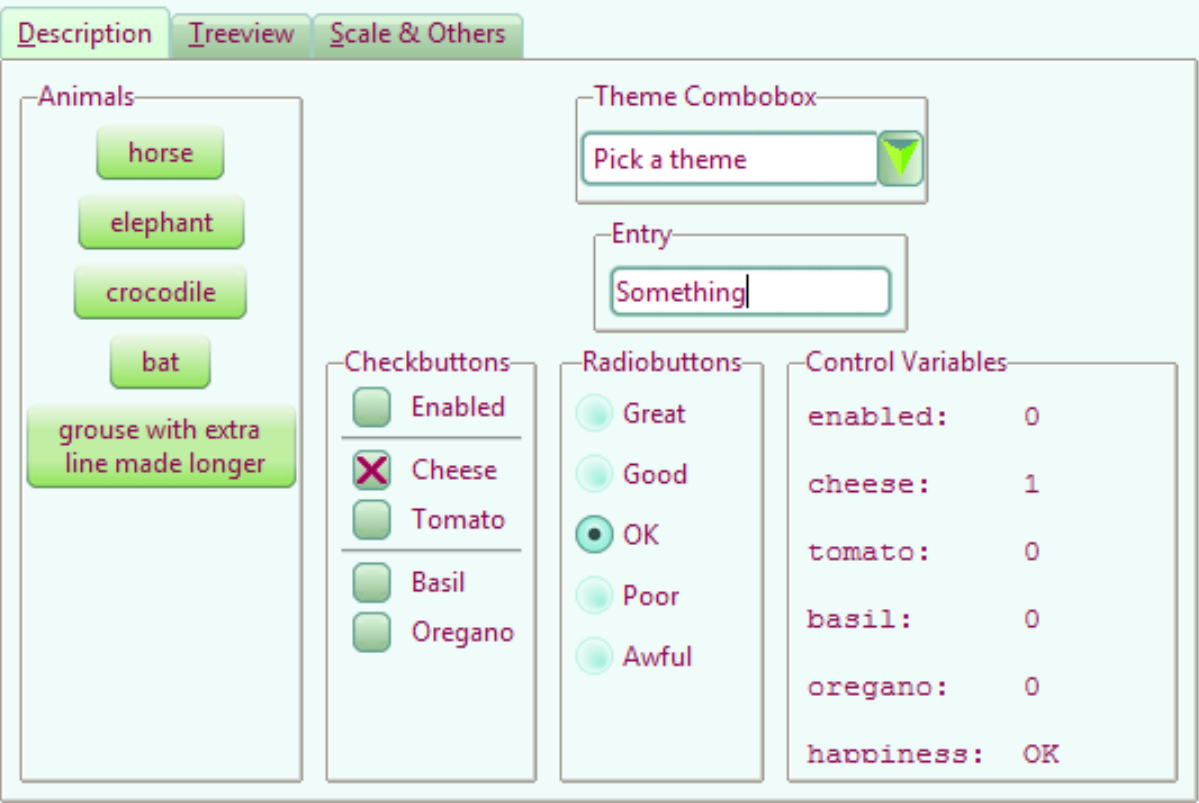 Description Treeview Scale & Others
Animals
horse
elephant
crocodile
bat
grouse with extra
line made longer
Theme Combobox
Pick a theme
Entry
Something
Checkbuttons
Enabled
Cheese
Tomato
Basil
Oregano
Radiobuttons
Great
Good
OK
Poor
Awful
Control Variables
enabled: 0
cheese: 1
tomato: 0
basil: 0
oregano: 0
happiness: OK